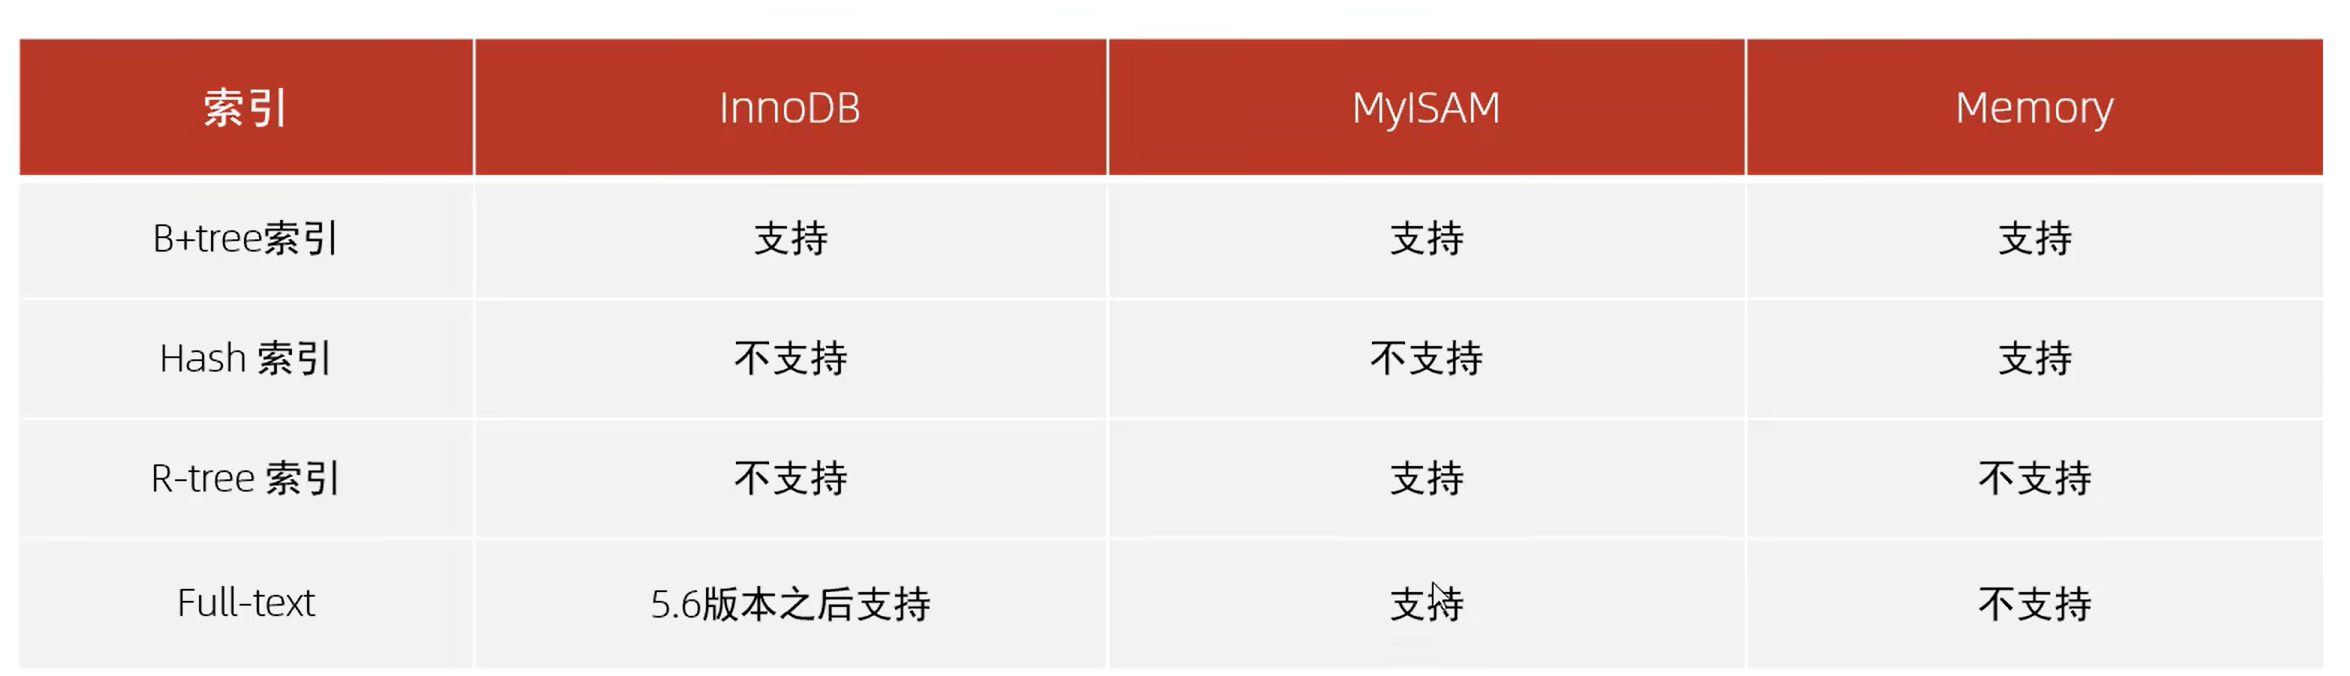 索引 InnoDB MyISAM Memory
B+tree索引 支持 支持 支持
Hash 索引 不支持 不支持 支持
R-tree 索引 不支持 支持 不支持
Full-text 5.6版本之后支持 支持 不支持